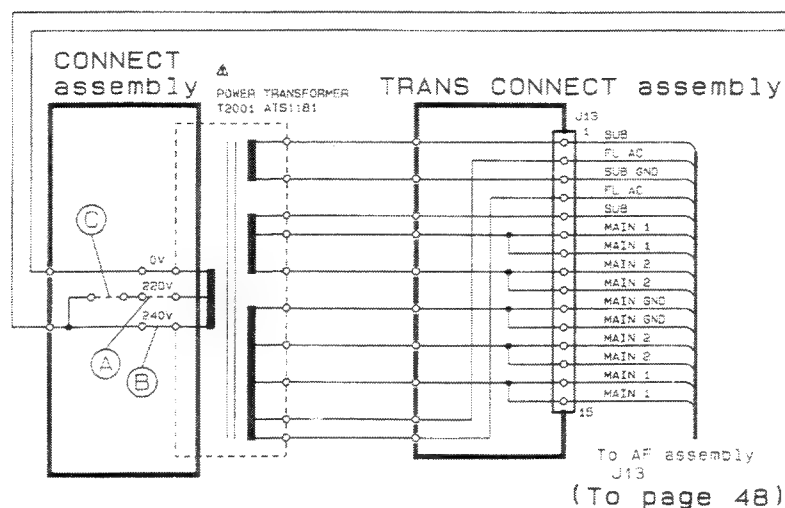 CONNECT
assembly
⚠
POWER TRANSFORMER
T2001 ATS1181
TRANS CONNECT assembly
J13
1
SUB
FL AC
SUB GND
FL AC
SUB
MAIN 1
MAIN 1
MAIN 2
MAIN 2
MAIN GND
MAIN GND
MAIN 2
MAIN 2
MAIN 1
MAIN 1
15
C
0V
220V
240V
A
B
To AF assembly
J13
(To page 48)